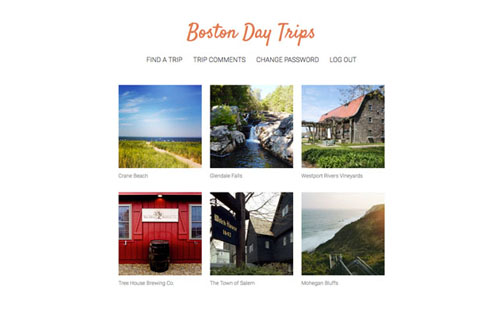 Boston Day Trips
FIND A TRIP TRIP COMMENTS CHANGE PASSWORD LOG OUT
Crane Beach Glendale Falls Westport Rivers Vineyards
Tree House Brewing Co. The Town of Salem Mohegan Bluffs